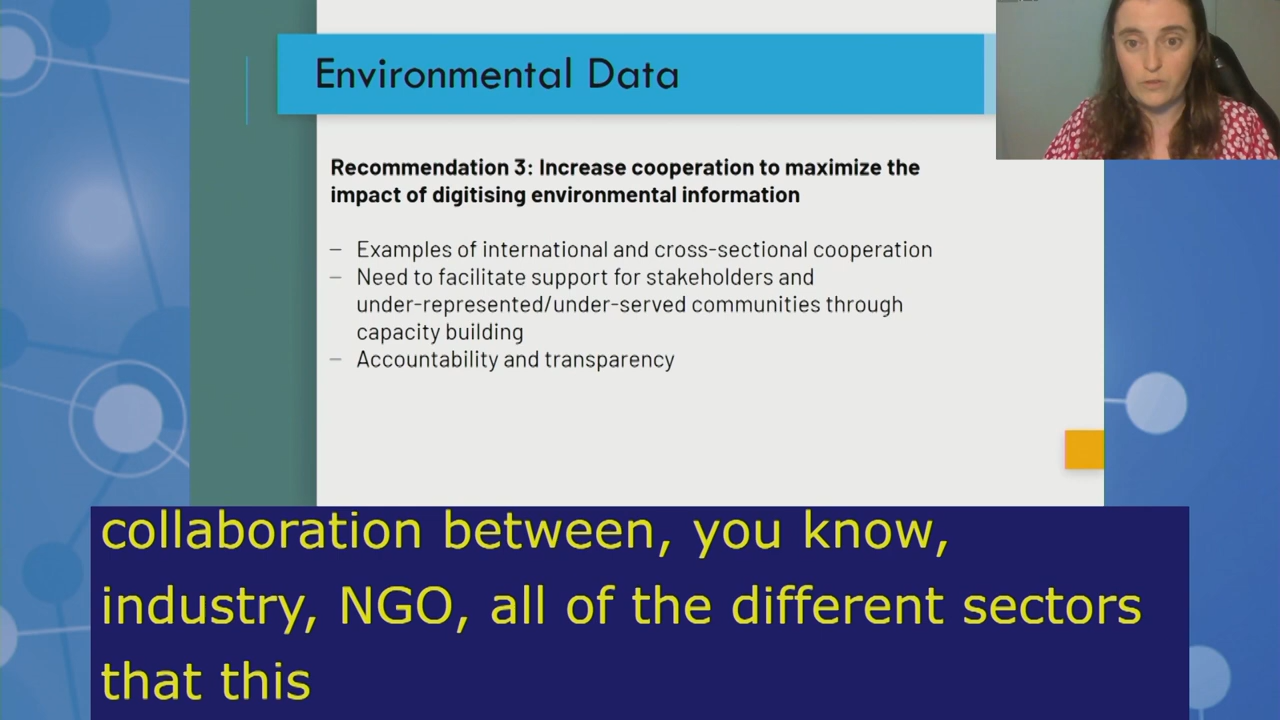 Environmental Data
Recommendation 3: Increase cooperation to maximize the
impact of digitising environmental information
– Examples of international and cross-sectional cooperation
– Need to facilitate support for stakeholders and
under-represented/under-served communities through
capacity building
– Accountability and transparency
collaboration between, you know,
industry, NGO, all of the different sectors
that this